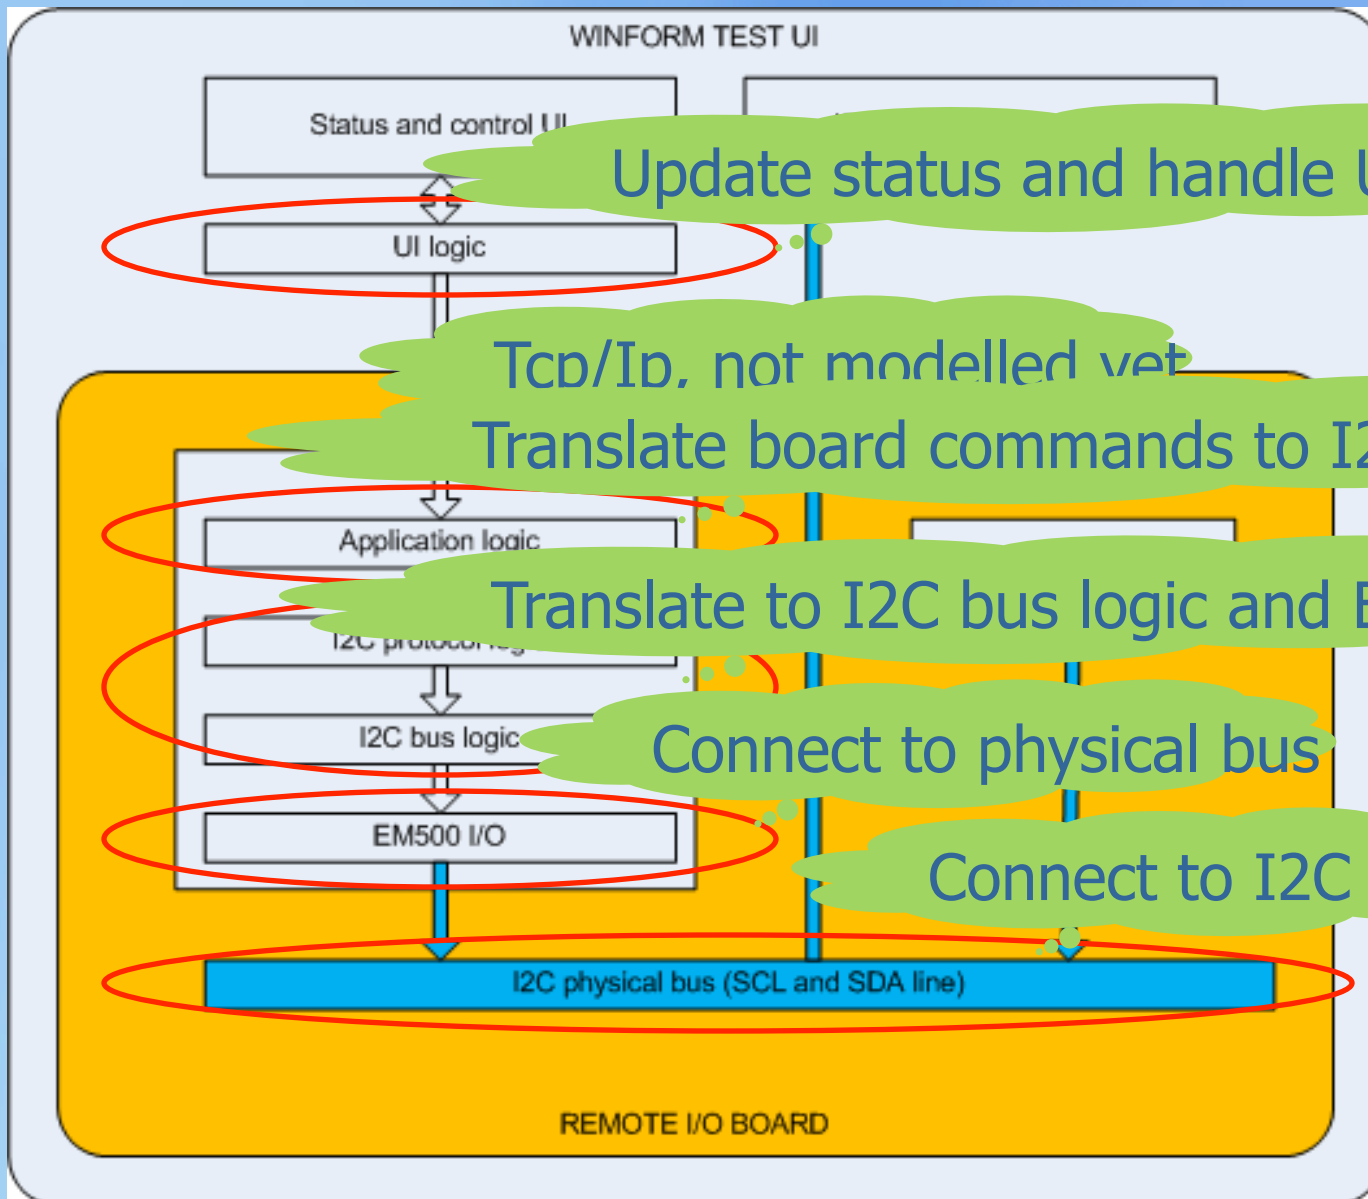 WINFORM TEST UI
Status and control UI
Update status and handle
UI logic
Tcp/Ip, not modelled yet
Translate board commands to
Application logic
Translate to I2C bus logic and
I2C protocol
I2C bus logic
Connect to physical bus
EM500 I/O
Connect to I2C
I2C physical bus (SCL and SDA line)
REMOTE I/O BOARD